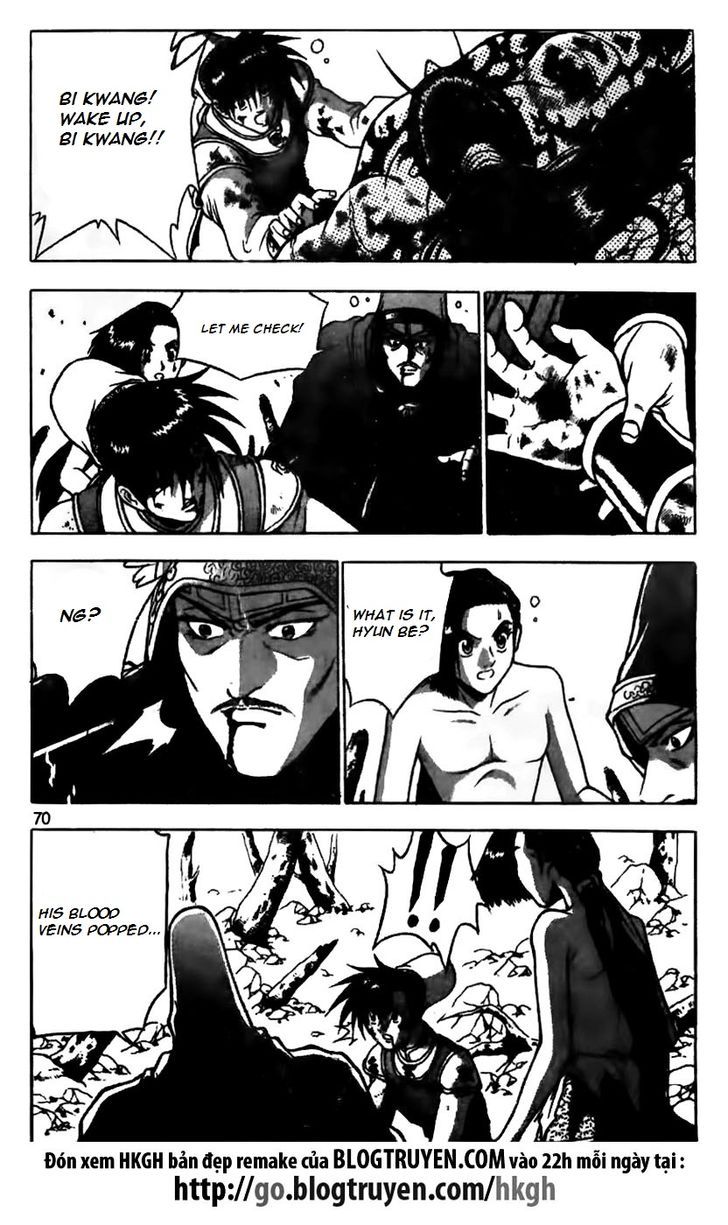 BI KWANG!
WAKE UP,
BI KWANG!!
LET ME CHECK!
NG?
WHAT IS IT,
HYUN BE?
70
!!
HIS BLOOD
VEINS POPPED...
Đón xem HKGH bản đẹp remake của BLOGTRUYEN.COM vào 22h mỗi ngày tại :
http://go.blogtruyen.com/hkgh